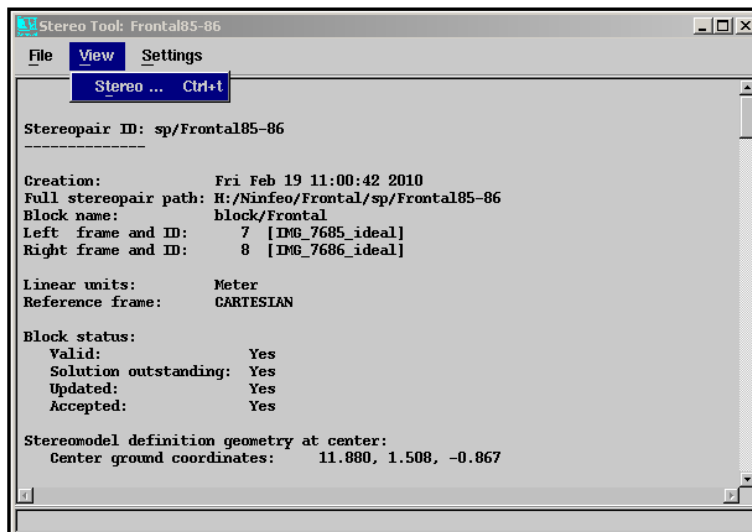 Stereo Tool: Frontal85-86
File View Settings
Stereo ... Ctrl+t
Stereopair ID: sp/Frontal85-86
--------------
Creation: Fri Feb 19 11:00:42 2010
Full stereopair path: H:/Ninfeo/Frontal/sp/Frontal85-86
Block name: block/Frontal
Left frame and ID: 7 [IMG_7685_ideal]
Right frame and ID: 8 [IMG_7686_ideal]
Linear units: Meter
Reference frame: CARTESIAN
Block status:
Valid: Yes
Solution outstanding: Yes
Updated: Yes
Accepted: Yes
Stereomodel definition geometry at center:
Center ground coordinates: 11.880, 1.508, -0.867